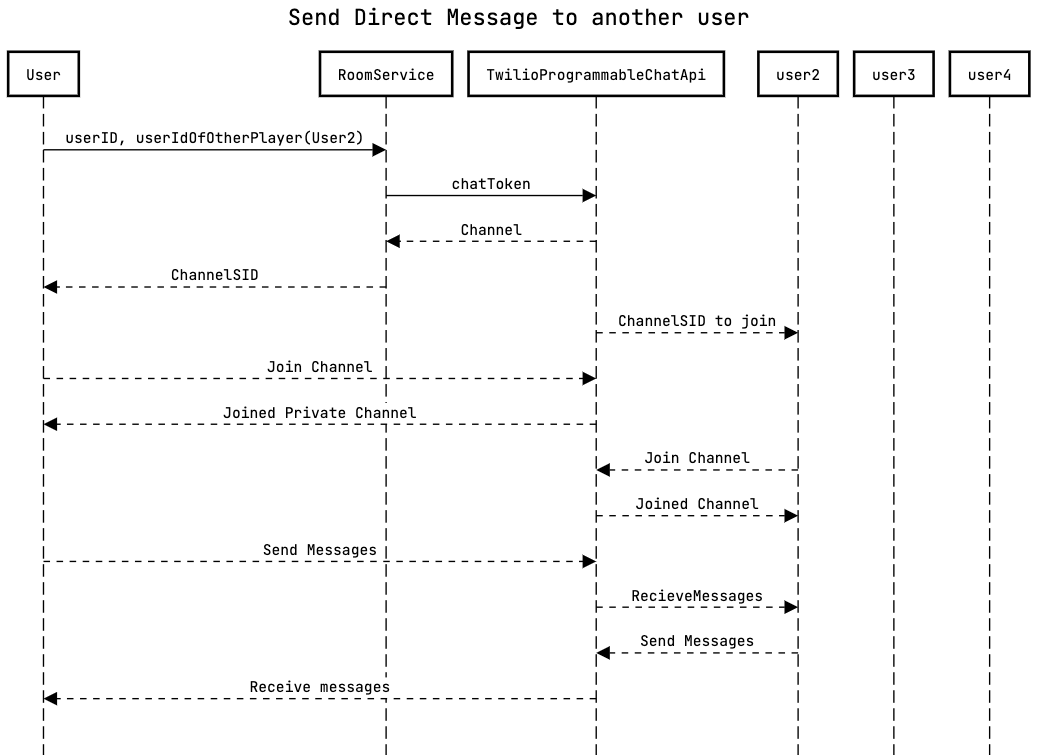 Send Direct Message to another user
User
RoomService
TwilioProgrammableChatApi
user2
user3
user4
userID, userIdOfOtherPlayer(User2)
chatToken
Channel
ChannelSID
ChannelSID to join
Join Channel
Joined Private Channel
Join Channel
Joined Channel
Send Messages
RecieveMessages
Send Messages
Receive messages